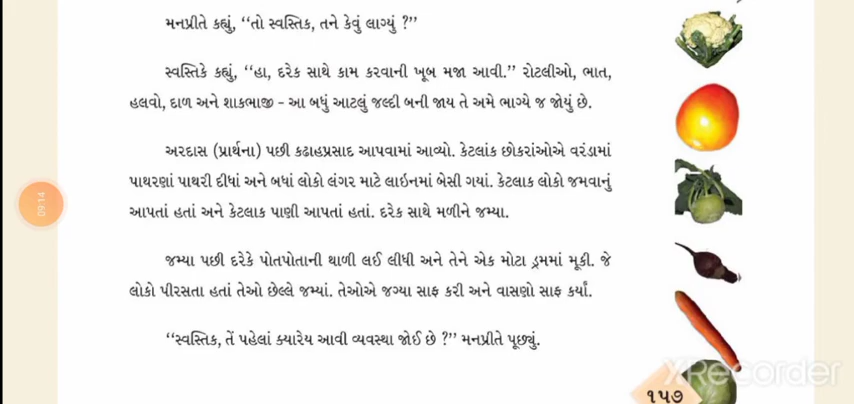 મનપ્રીતે કહ્યું, “તો સ્વસ્તિક, તને કેવું લાગ્યું ?”
સ્વસ્તિકે કહ્યું, “હા, દરેક સાથે કામ કરવાની ખૂબ મજા આવી.” રોટલીઓ, ભાત,
હલવો, દાળ અને શાકભાજી - આ બધું આટલું જલ્દી બની જાય તે અમે ભાગ્યે જ જોયું છે.
અરદાસ (પ્રાર્થના) પછી કઢાહપ્રસાદ આપવામાં આવ્યો. કેટલાંક છોકરાંઓએ વરંડામાં
પાથરણાં પાથરી દીધાં અને બધાં લોકો લંગર માટે લાઇનમાં બેસી ગયાં. કેટલાક લોકો જમવાનું
આપતાં હતાં અને કેટલાક પાણી આપતાં હતાં. દરેક સાથે મળીને જમ્યા.
જમ્યા પછી દરેકે પોતપોતાની થાળી લઈ લીધી અને તેને એક મોટા ડ્રમમાં મૂકી. જે
લોકો પીરસતા હતાં તેઓ છેલ્લે જમ્યાં. તેઓએ જગ્યા સાફ કરી અને વાસણો સાફ કર્યાં.
“સ્વસ્તિક, તેં પહેલાં ક્યારેય આવી વ્યવસ્થા જોઈ છે ?” મનપ્રીતે પૂછ્યું.
09:14
XRecorder
૧૫૭